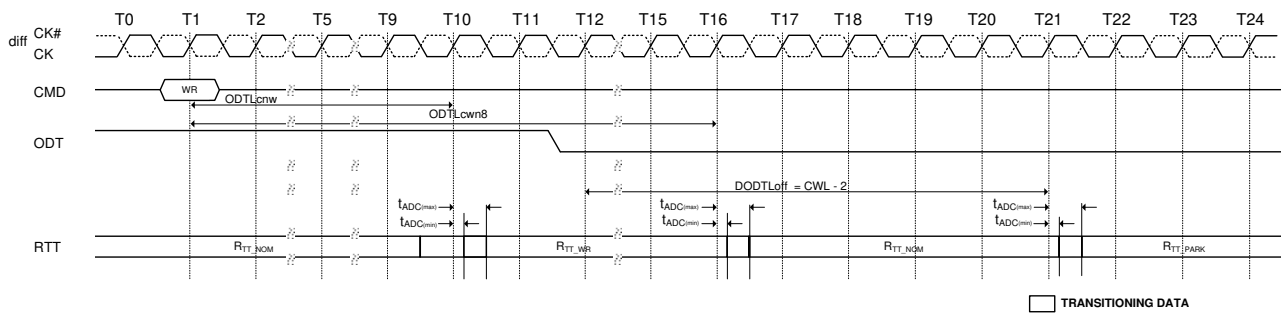 T0 T1 T2 T5 T9 T10 T11 T12 T15 T16 T17 T18 T19 T20 T21 T22 T23 T24
diff CK#
CK
CMD WR
ODTLcnw
ODTLcwn8
ODT
DODTLoff = CWL - 2
tADC(max) tADC(max) tADC(max)
tADC(min) tADC(min) tADC(min)
RTT RTT_NOM RTT_WR RTT_NOM RTT_PARK
TRANSITIONING DATA